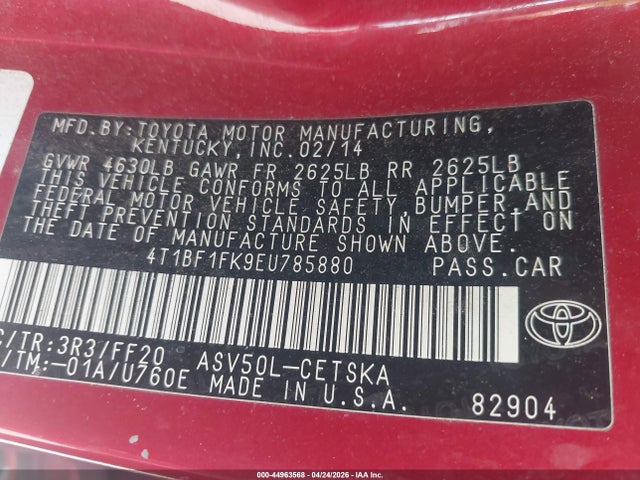 MFD.BY:TOYOTA MOTOR MANUFACTURING,
KENTUCKY, INC.02/14
GVWR 4630LB GAWR FR 2625LB RR 2625LB
THIS VEHICLE CONFORMS TO ALL APPLICABLE
FEDERAL MOTOR VEHICLE SAFETY,BUMPER,AND
THEFT PREVENTION STANDARDS IN EFFECT ON
THE DATE OF MANUFACTURE SHOWN ABOVE.
4T1BF1FK9EU785880 PASS.CAR
C/TR:3R3/FF20 ASV50L-CETSKA
/TM:-01A/U760E MADE IN U.S.A.
82904
000-44963568 - 04/24/2026 - IAA Inc.